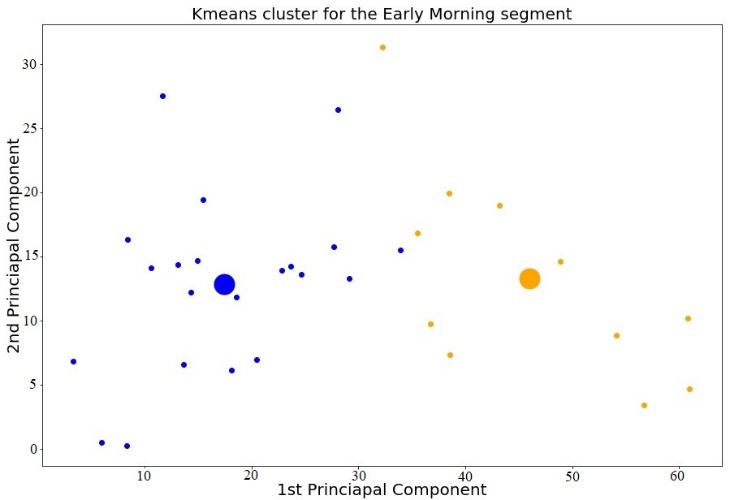 Kmeans cluster for the Early Morning segment
2nd Princiapal Component
30
25
20
15
10
5
0
10 20 30 40 50 60
1st Princiapal Component